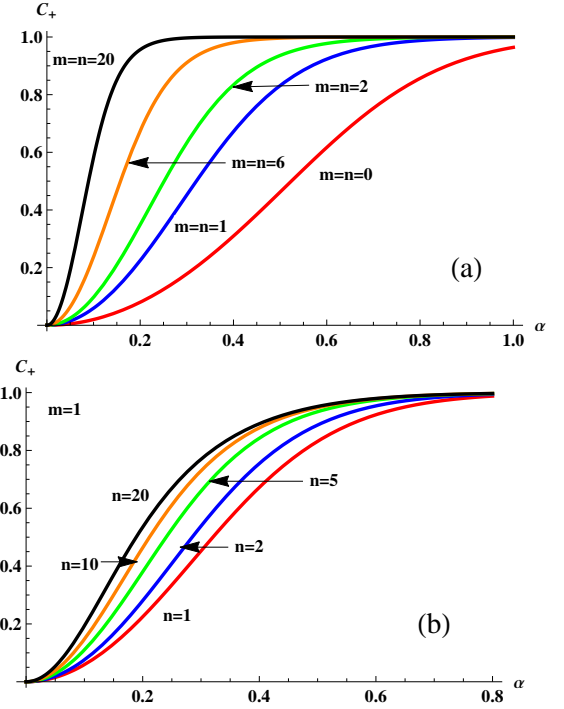 C+
1.0
m=n=20
0.8
m=n=2
0.6
m=n=6
m=n=0
0.4
m=n=1
0.2
(a)
0.2 0.4 0.6 0.8 1.0 α
C+
1.0
m=1
0.8
n=20
n=5
0.6
n=10
n=2
0.4
n=1
0.2
(b)
0.2 0.4 0.6 0.8 α